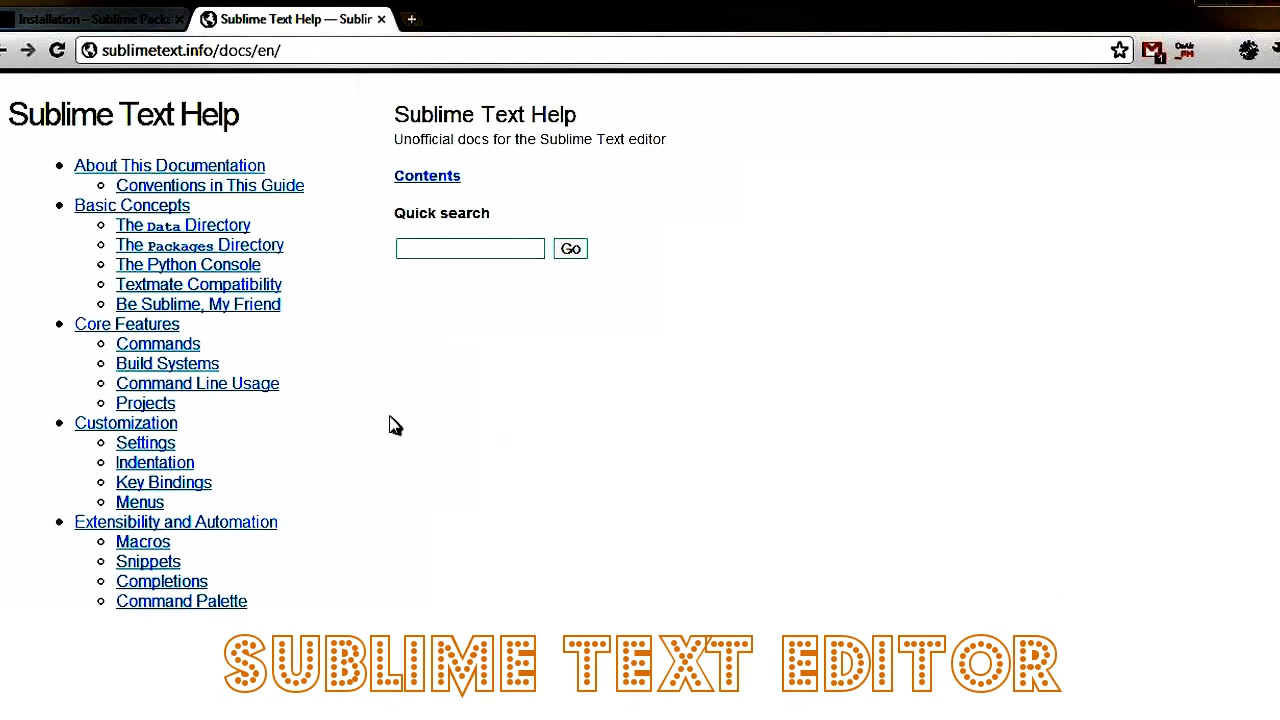 Installation – Sublime Packa
Sublime Text Help — Sublim
sublimetext.info/docs/en/
1
OnAir FM
Sublime Text Help
About This Documentation
Conventions in This Guide
Basic Concepts
The Data Directory
The Packages Directory
The Python Console
Textmate Compatibility
Be Sublime, My Friend
Core Features
Commands
Build Systems
Command Line Usage
Projects
Customization
Settings
Indentation
Key Bindings
Menus
Extensibility and Automation
Macros
Snippets
Completions
Command Palette
Sublime Text Help
Unofficial docs for the Sublime Text editor
Contents
Quick search
Go
SUBLIME TEXT EDITOR